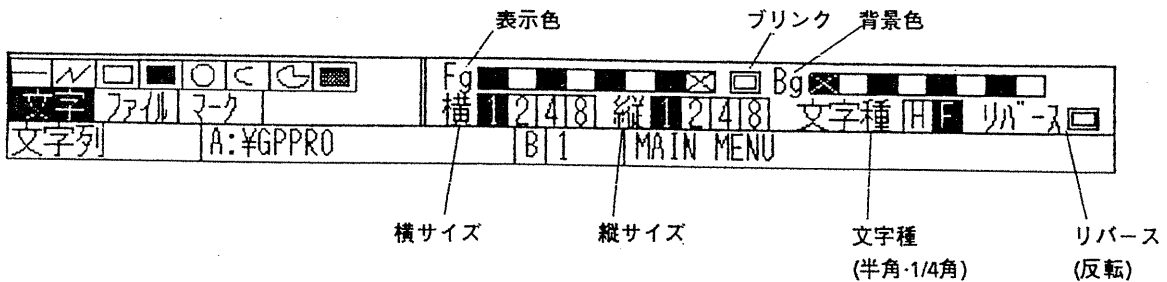 表示色 ブリンク 背景色
Fg Bg
文字 ファイル マーク 横 1 2 4 8 縦 1 2 4 8 文字種 H F リバース
文字列 A:¥GPPRO B 1 MAIN MENU
横サイズ 縦サイズ 文字種 リバース
(半角·1/4角) (反転)